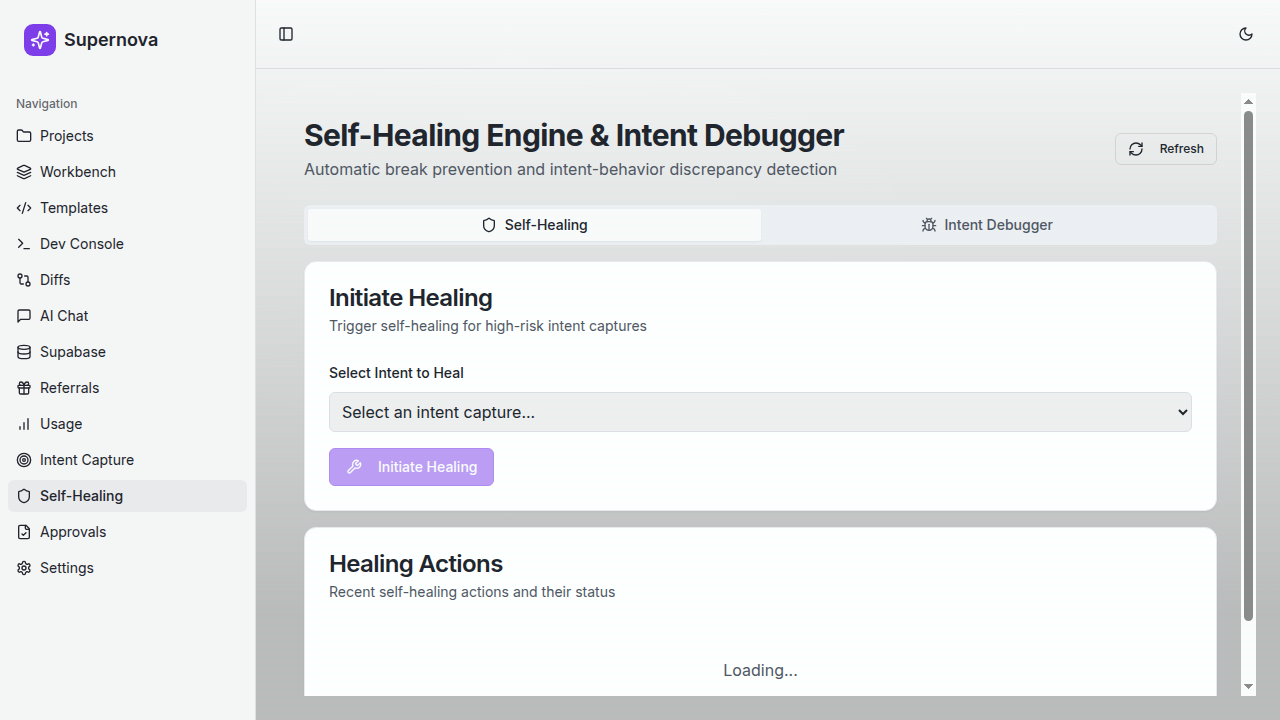 Supernova
Navigation
Projects
Workbench
Templates
Dev Console
Diffs
AI Chat
Supabase
Referrals
Usage
Intent Capture
Self-Healing
Approvals
Settings
Self-Healing Engine & Intent Debugger
Automatic break prevention and intent-behavior discrepancy detection
Refresh
Self-Healing
Intent Debugger
Initiate Healing
Trigger self-healing for high-risk intent captures
Select Intent to Heal
Select an intent capture...
Initiate Healing
Healing Actions
Recent self-healing actions and their status
Loading...